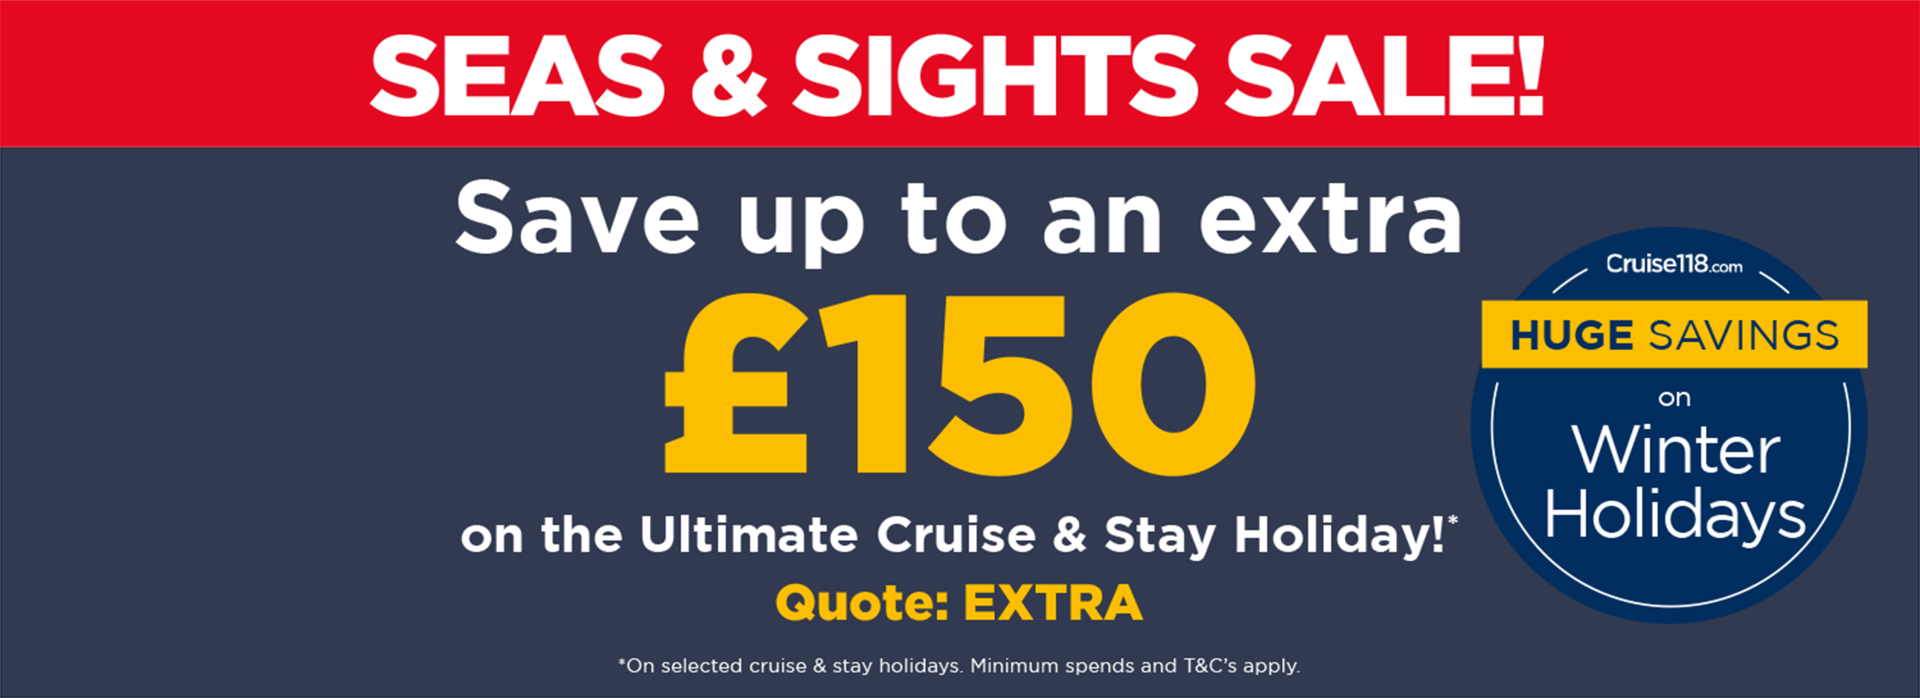 SEAS & SIGHTS SALE!
Save up to an extra
£150
on the Ultimate Cruise & Stay Holiday!*
Quote: EXTRA
*On selected cruise & stay holidays. Minimum spends and T&C's apply.
Cruise118.com
HUGE SAVINGS
on
Winter
Holidays